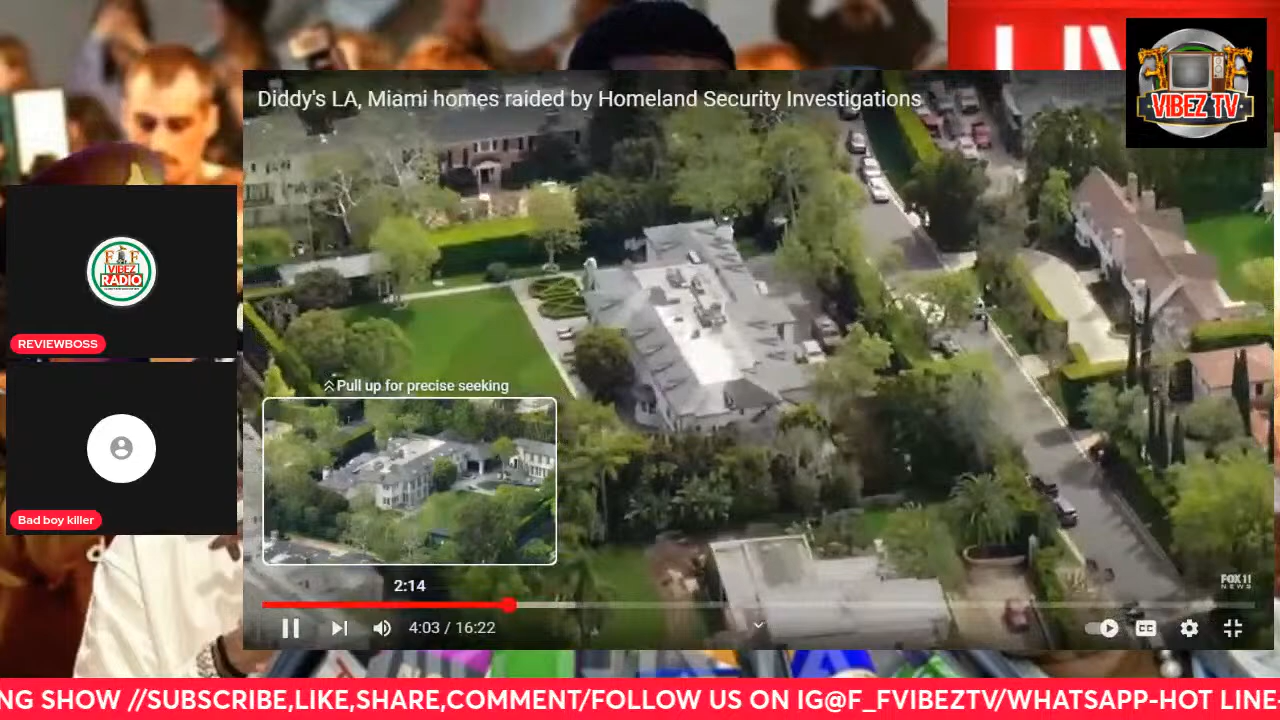 LIV
F F
VIBEZ TV
Diddy's LA, Miami homes raided by Homeland Security Investigations
F F
VIBEZ
RADIO
REVIEWBOSS
Pull up for precise seeking
Bad boy killer
2:14
FOX 11
NEWS
4:03 / 16:22
CC
NG SHOW //SUBSCRIBE,LIKE,SHARE,COMMENT/FOLLOW US ON IG@F_FVIBEZTV/WHATSAPP-HOT LINE